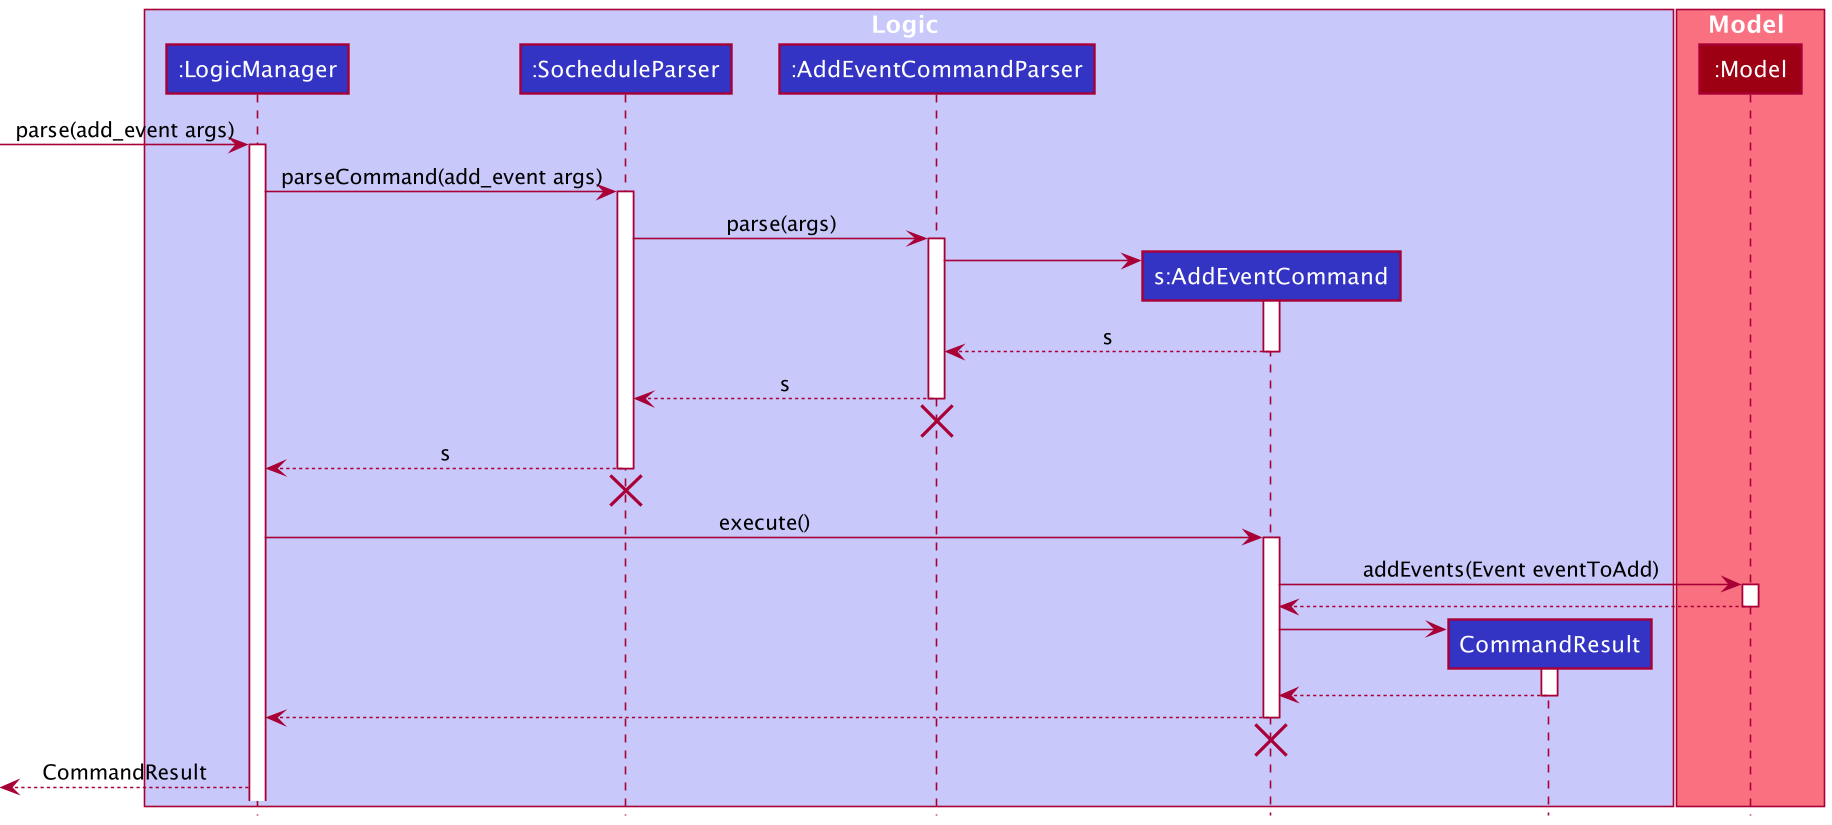 Logic
Model
:LogicManager
:SocheduleParser
:AddEventCommandParser
:Model
parse(add_event args)
parseCommand(add_event args)
parse(args)
s:AddEventCommand
s
s
s
execute()
addEvents(Event eventToAdd)
CommandResult
CommandResult